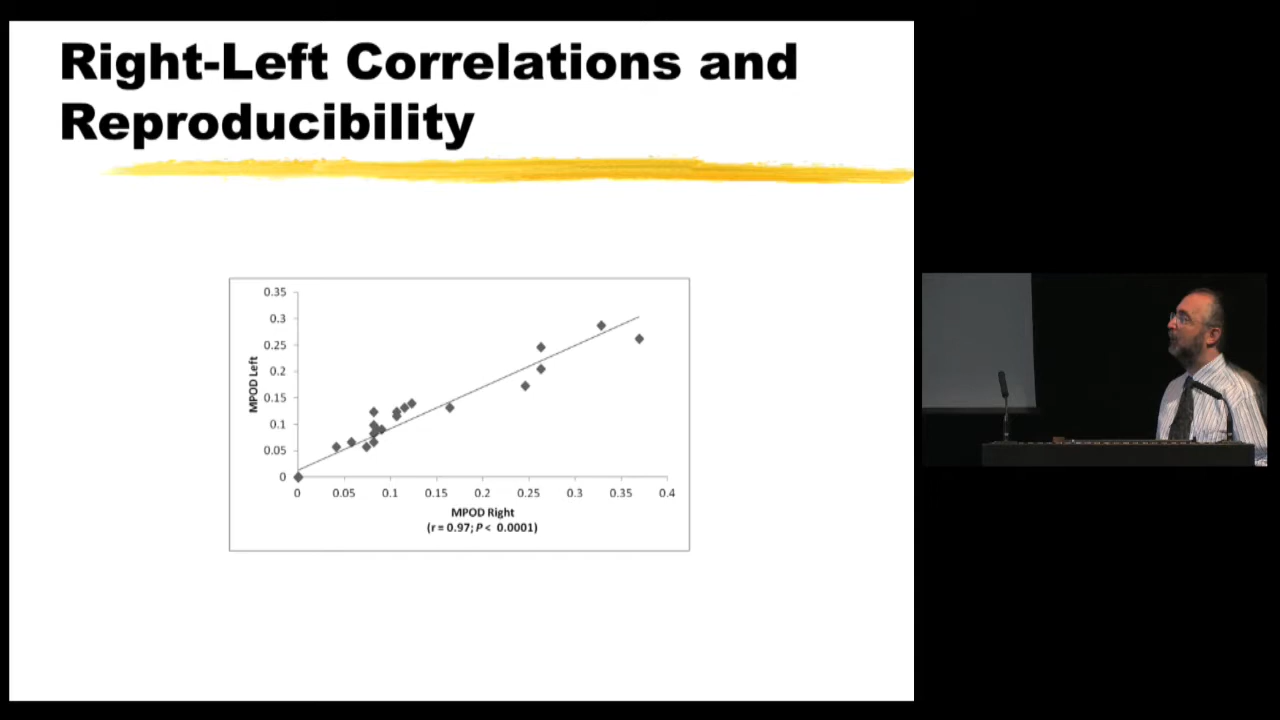 Right-Left Correlations and
Reproducibility
0.35
0.3
0.25
0.2
0.15
0.1
0.05
0
MPOD Left
0 0.05 0.1 0.15 0.2 0.25 0.3 0.35 0.4
MPOD Right
(r = 0.97; P < 0.0001)